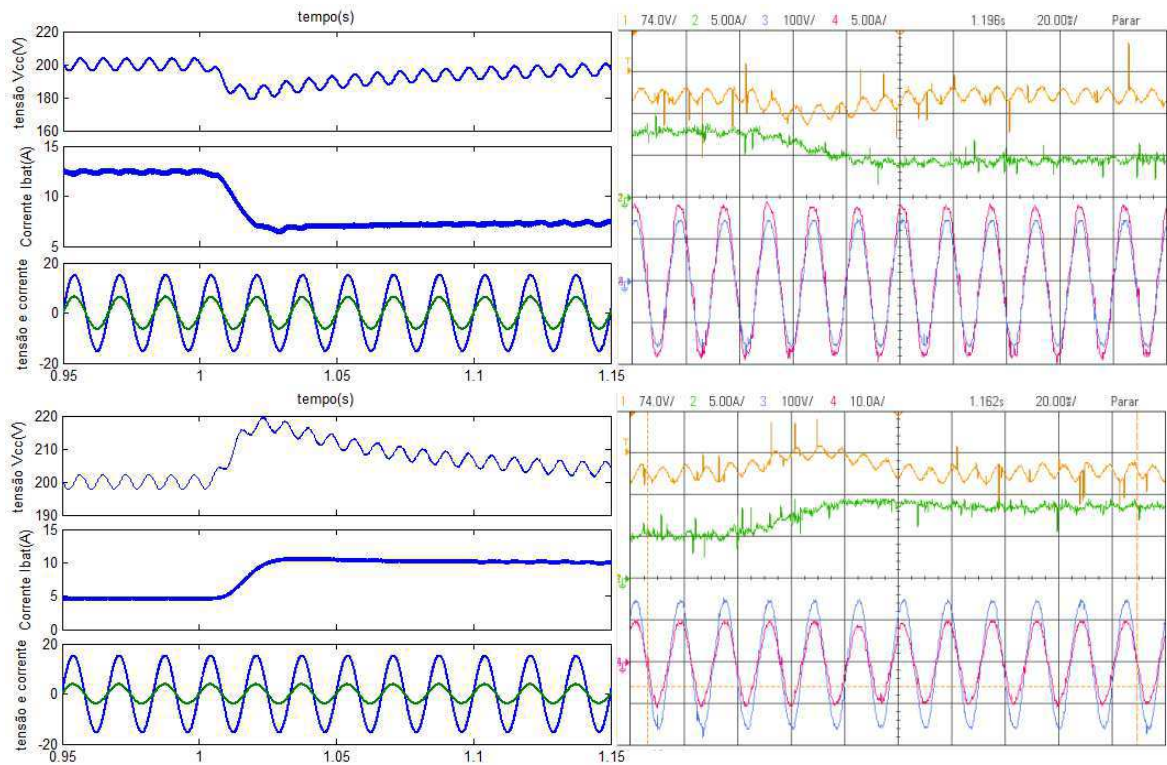 tempo(s)
tensão Vcc(V)
220
200
180
160
Corrente Ibat(A)
15
10
5
tensão e corrente
20
0
-20
0.95 1 1.05 1.1 1.15
1 74.0V/ 2 5.00A/ 3 100V/ 4 5.00A/ 1.196s 20.00ms/ Parar
tempo(s)
tensão Vcc(V)
220
210
200
190
Corrente Ibat(A)
15
10
5
0
tensão e corrente
20
0
-20
0.95 1 1.05 1.1 1.15
1 74.0V/ 2 5.00A/ 3 100V/ 4 10.0A/ 1.162s 20.00ms/ Parar